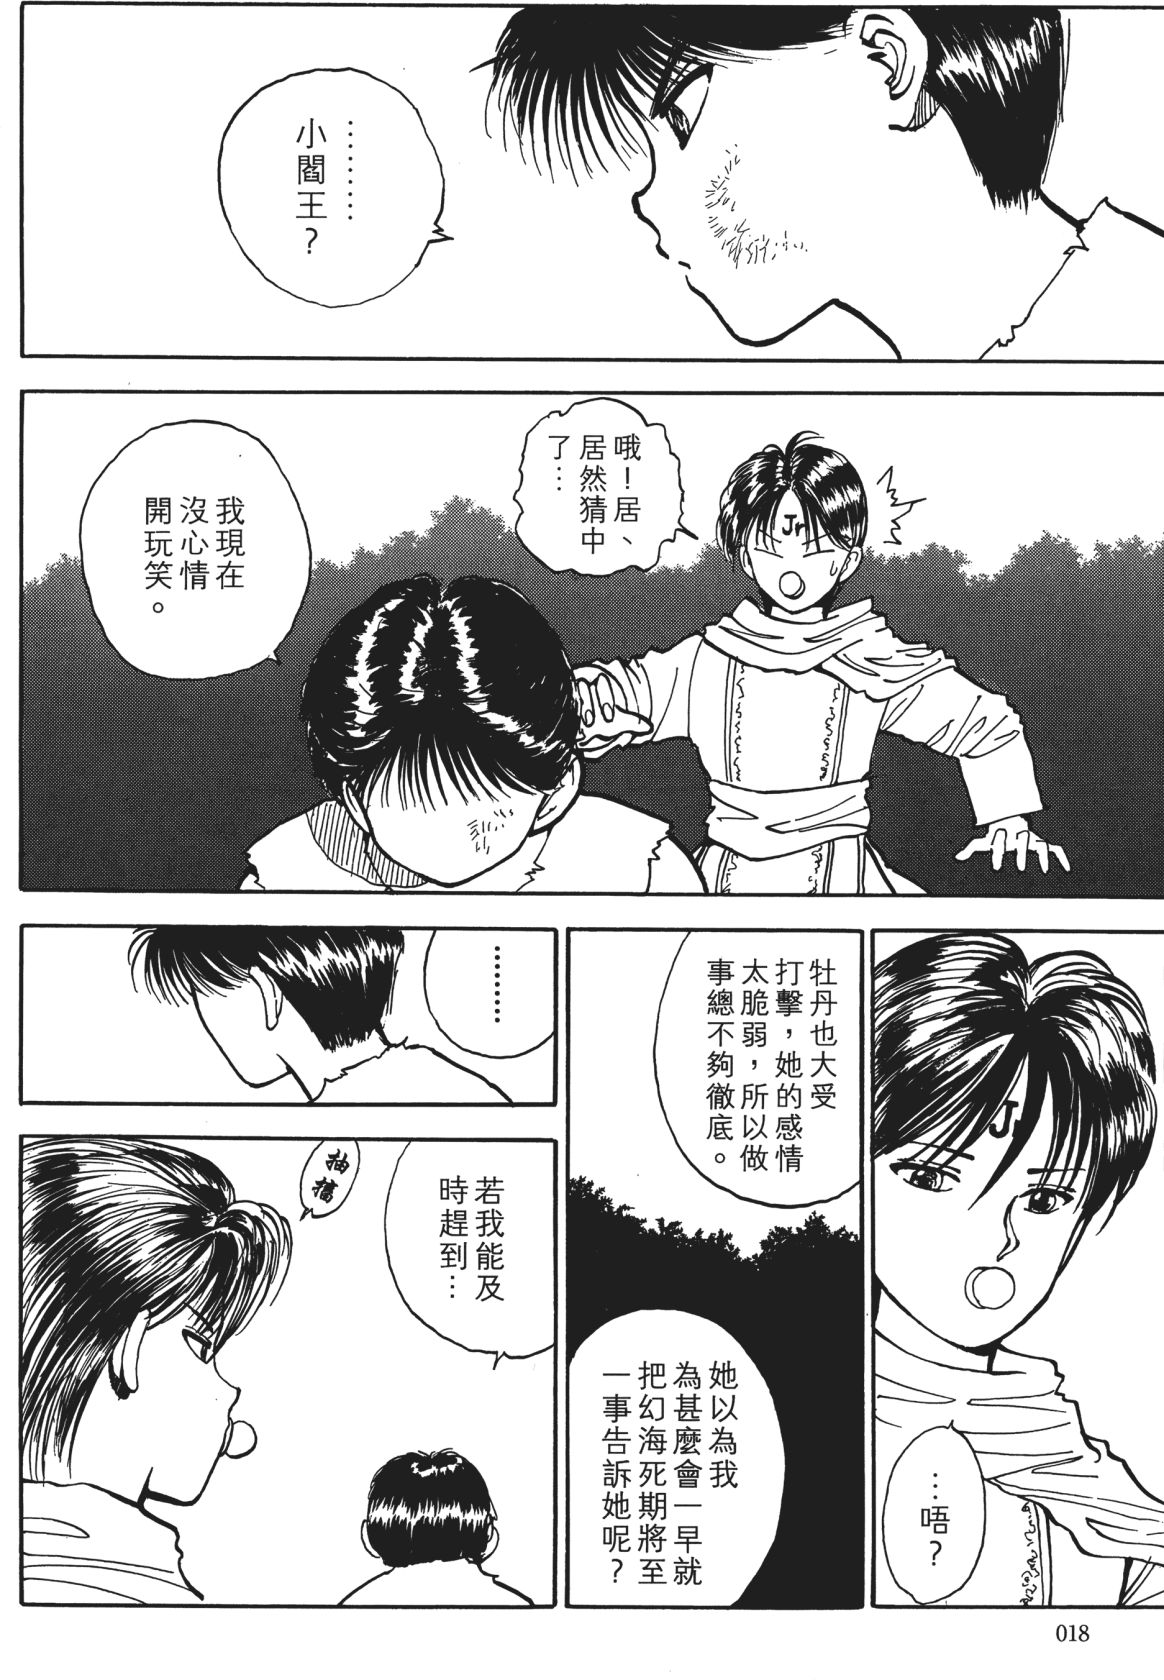 ………
小閻王?
哦!居、
居然猜中
了…
Jr
我現在
沒心情
開玩笑。
Jr
…唔?
牡丹也大受
打擊,她的感情
太脆弱,所以做
事總不夠徹底。
她以為我
為甚麼會一早就
把幻海死期將至
一事告訴她呢?
………
若我能及
時趕到…
抽搐
018